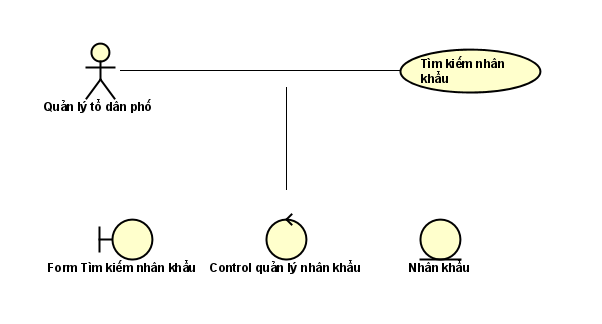 Tìm kiếm nhân
khẩu
Quản lý tổ dân phố
Form Tìm kiếm nhân khẩu
Control quản lý nhân khẩu
Nhân khẩu